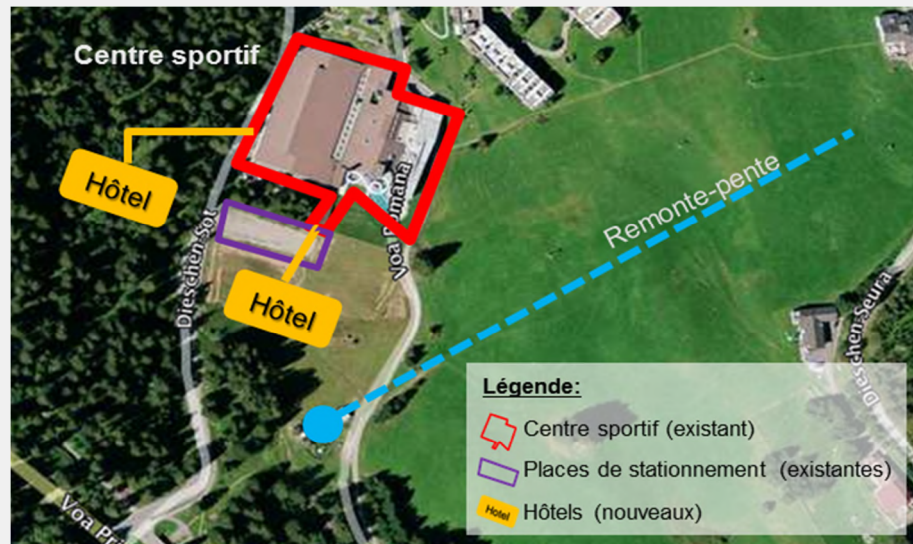 Centre sportif
Hôtel
Dieschen Sot
Hôtel
Voa Romana
Remonte-pente
Dieschen Seura
Légende:
Centre sportif (existant)
Places de stationnement (existantes)
Hotel
Hôtels (nouveaux)